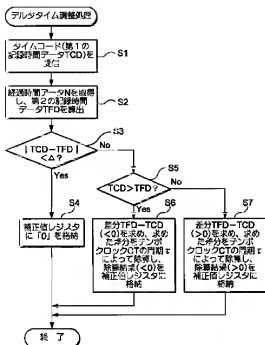 デルタタイム調整処理
S1
タイムコード(第1の
記録時間データTCD)を
受信
S2
経過時間データNを取得し、
第2の記録時間
データTFDを算出
S3
|TCD-TFD|
<Δ?
No
Yes
S5
TCD>TFD?
No
Yes
S4
補正値レジスタ
に「0」を格納
S6
差分TFD-TCD
(<0)を求め、求め
た差分をテンポ
クロックCTの周期τ
によって除算し、
除算結果(<0)を
補正値レジスタに
格納
S7
差分TFD-TCD
(>0)を求め、求め
た差分をテンポ
クロックCTの周期τ
によって除算し、
除算結果(>0)を
補正値レジスタに
格納
終了